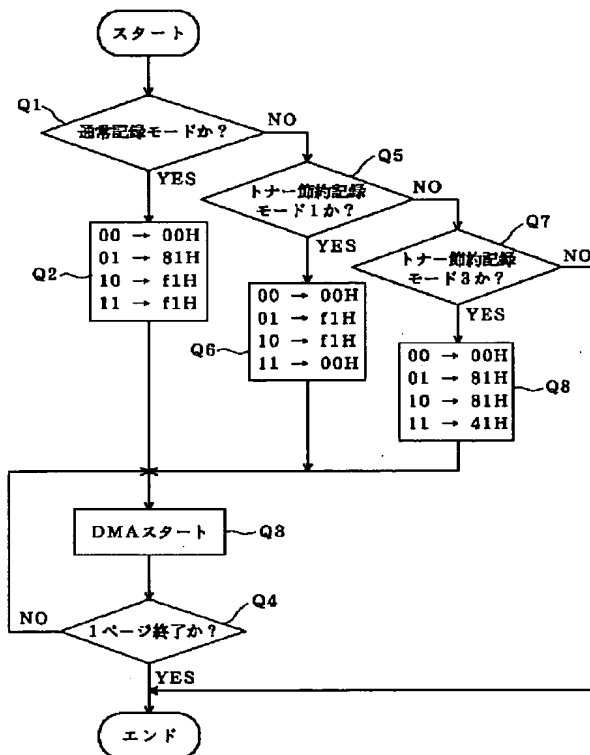 スタート
Q1
通常記録モードか？
NO
YES
Q5
トナー節約記録
モード1か？
NO
YES
Q7
トナー節約記録
モード3か？
NO
YES
Q2
00 → 00H
01 → 81H
10 → f1H
11 → f1H
Q6
00 → 00H
01 → f1H
10 → f1H
11 → 00H
Q8
00 → 00H
01 → 81H
10 → 81H
11 → 41H
DMAスタート
Q3
Q4
1ページ終了か？
NO
YES
エンド